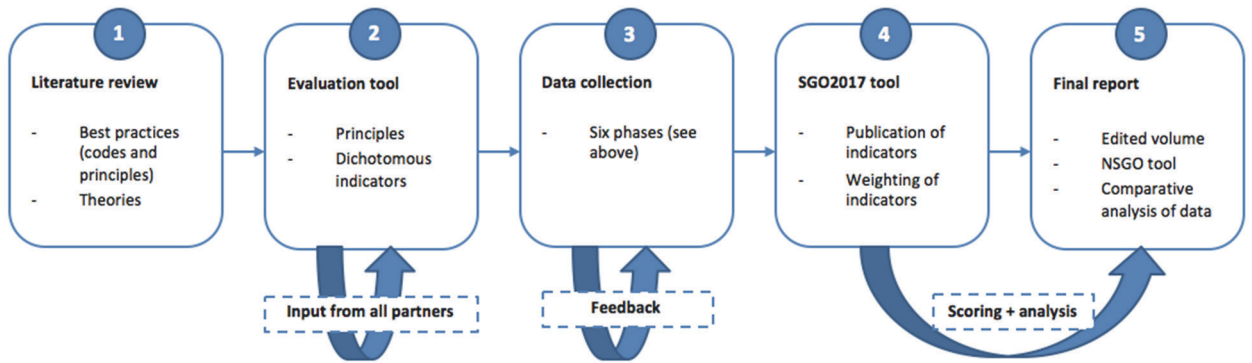 1
Literature review
- Best practices
(codes and
principles)
- Theories
2
Evaluation tool
- Principles
- Dichotomous
indicators
Input from all partners
3
Data collection
- Six phases (see
above)
Feedback
4
SGO2017 tool
- Publication of
indicators
- Weighting of
indicators
5
Final report
- Edited volume
- NSGO tool
- Comparative
analysis of data
Scoring + analysis